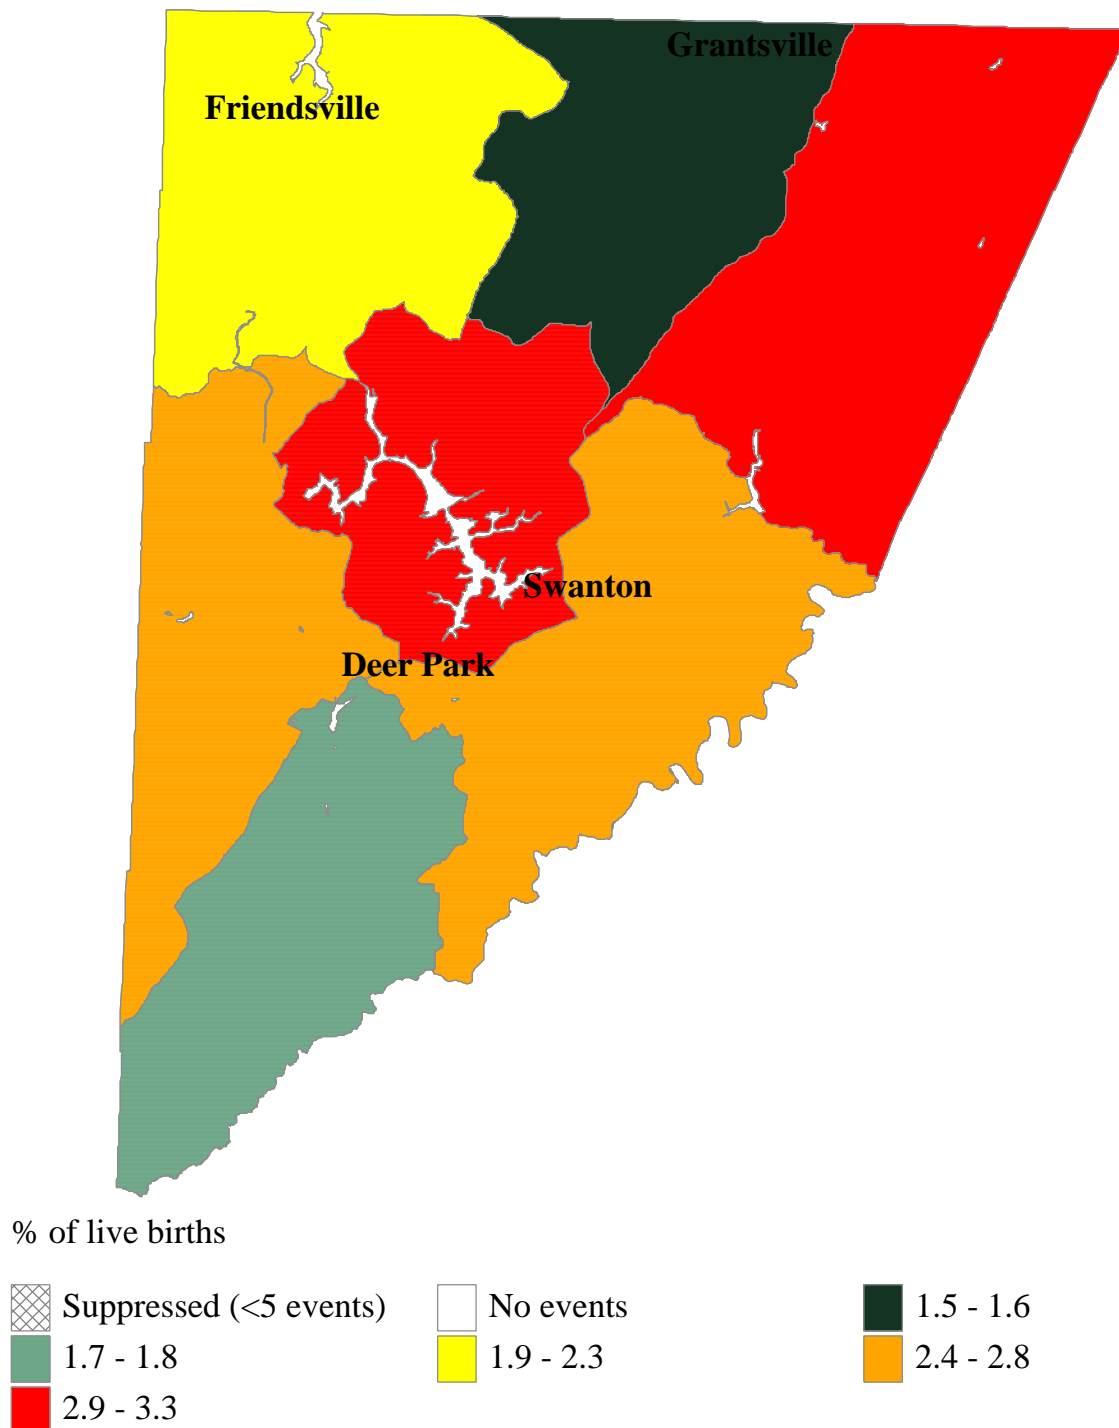 Grantsville
Friendsville
Swanton
Deer Park
% of live births
Suppressed (<5 events)
No events
1.5 - 1.6
1.7 - 1.8
1.9 - 2.3
2.4 - 2.8
2.9 - 3.3